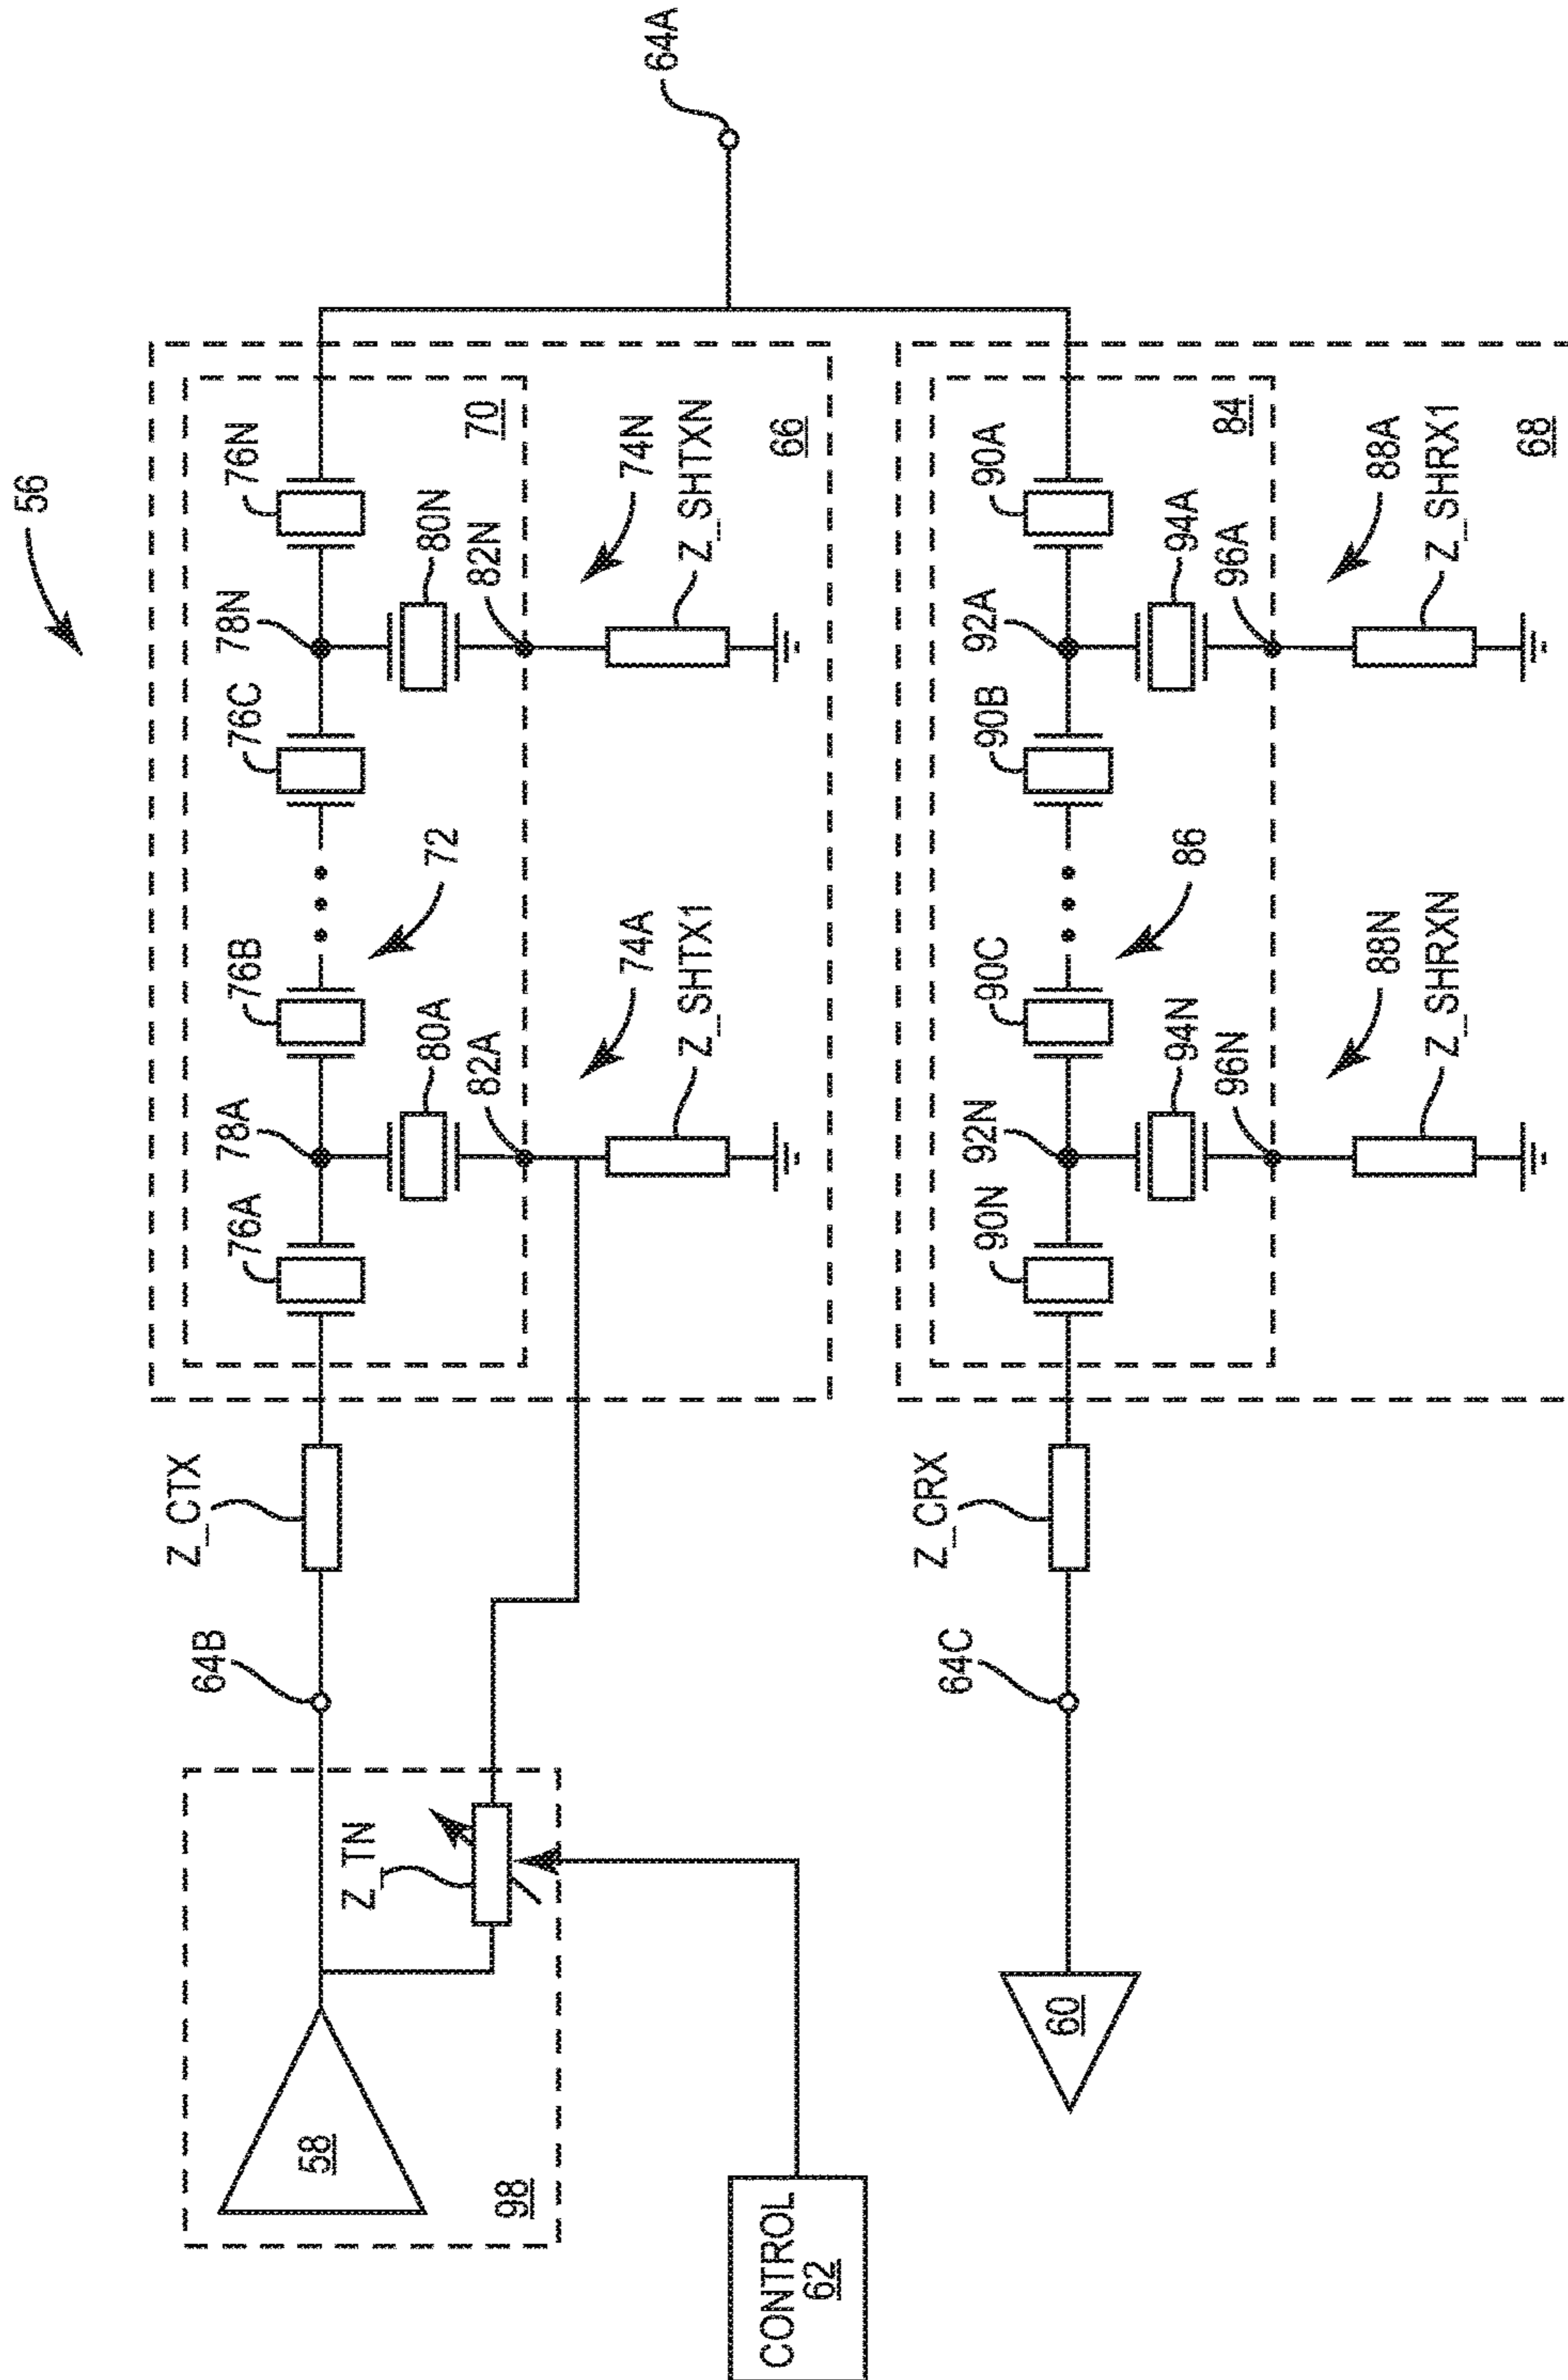 56
64A
76N
78N
76C
72
76B
78A
76A
80N
82N
80A
82A
70
74N
Z_SHTXN
74A
Z_SHTX1
66
Z_CTX
64B
Z_TN
58
98
CONTROL
62
90A
92A
90B
86
90C
92N
90N
94A
96A
94N
96N
84
88A
Z_SHRX1
88N
Z_SHRXN
68
Z_CRX
64C
60